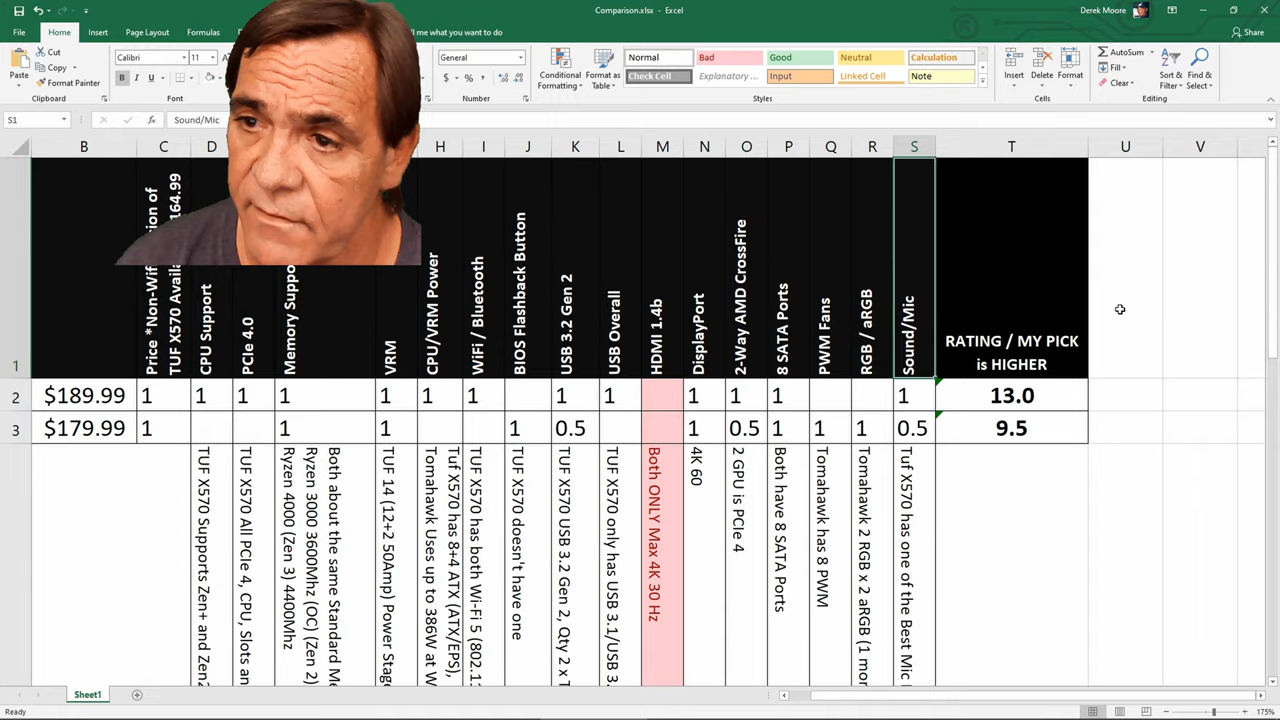 Comparison.xlsx - Excel
Derek Moore
File Home Insert Page Layout Formulas what you want to do Share
Cut
Copy
Format Painter
Paste
Clipboard
Calibri 11
B I U
Font
General
$ % ,
Number
Conditional Formatting
Format as Table
Normal Bad Good Neutral Calculation
Check Cell Explanatory ... Input Linked Cell Note
Styles
Insert Delete Format
Cells
AutoSum
Fill
Clear
Sort & Filter
Find & Select
Editing
S1 fx Sound/Mic
B C D H I J K L M N O P Q R S T U V
1
TUF X570 164.99
CPU Support
PCIe 4.0
VRM
CPU/VRM Power
WiFi / Bluetooth
BIOS Flashback Button
USB 3.2 Gen 2
USB Overall
HDMI 1.4b
DisplayPort
2-Way AMD CrossFire
8 SATA Ports
PWM Fans
RGB / aRGB
Sound/Mic
RATING / MY PICK
is HIGHER
2 $189.99 1 1 1 1 1 1 1 1 1 1 1 1 1 13.0
3 $179.99 1 1 1 1 0.5 1 0.5 1 1 1 0.5 9.5
TUF X570 Supports Zen+ and Zen2
TUF X570 All PCIe 4, CPU, Slots an
Both about the same Standard Me
Ryzen 3000 3600Mhz (OC) (Zen 2)
Ryzen 4000 (Zen 3) 4400Mhz
TUF 14 (12+2 50Amp) Power Stage
Tuf X570 has 8+4 ATX (ATX/EPS),
Tomahawk Uses up to 386W at W
TUF X570 has both Wi-Fi 5 (802.11
TUF X570 doesn't have one
TUF X570 USB 3.2 Gen 2, Qty 2 x T
TUF X570 only has USB 3.1/USB 3.
Both ONLY Max 4K 30 Hz
4K 60
2 GPU is PCIe 4
Both have 8 SATA Ports
Tomahawk has 8 PWM
Tomahawk 2 RGB x 2 aRGB (1 mor
Tuf X570 has one of the Best Mic
Sheet1
Ready
175%